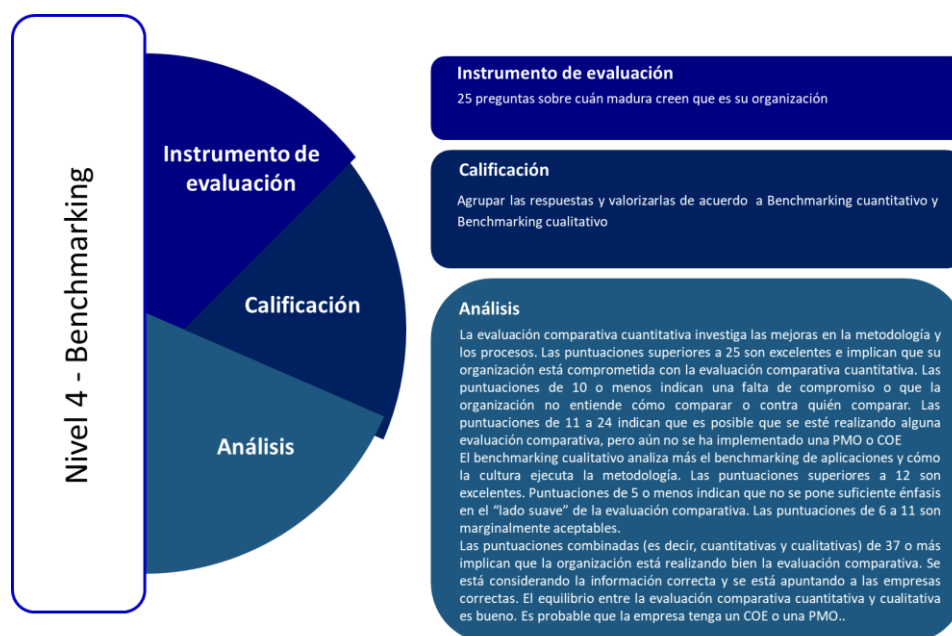 Nivel 4 - Benchmarking
Instrumento de
evaluación
Calificación
Análisis
Instrumento de evaluación
25 preguntas sobre cuán madura creen que es su organización
Calificación
Agrupar las respuestas y valorizarlas de acuerdo a Benchmarking cuantitativo y
Benchmarking cualitativo
Análisis
La evaluación comparativa cuantitativa investiga las mejoras en la metodología y
los procesos. Las puntuaciones superiores a 25 son excelentes e implican que su
organización está comprometida con la evaluación comparativa cuantitativa. Las
puntuaciones de 10 o menos indican una falta de compromiso o que la
organización no entiende cómo comparar o contra quién comparar. Las
puntuaciones de 11 a 24 indican que es posible que se esté realizando alguna
evaluación comparativa, pero aún no se ha implementado una PMO o COE
El benchmarking cualitativo analiza más el benchmarking de aplicaciones y cómo
la cultura ejecuta la metodología. Las puntuaciones superiores a 12 son
excelentes. Puntuaciones de 5 o menos indican que no se pone suficiente énfasis
en el “lado suave” de la evaluación comparativa. Las puntuaciones de 6 a 11 son
marginalmente aceptables.
Las puntuaciones combinadas (es decir, cuantitativas y cualitativas) de 37 o más
implican que la organización está realizando bien la evaluación comparativa. Se
está considerando la información correcta y se está apuntando a las empresas
correctas. El equilibrio entre la evaluación comparativa cuantitativa y cualitativa
es bueno. Es probable que la empresa tenga un COE o una PMO..